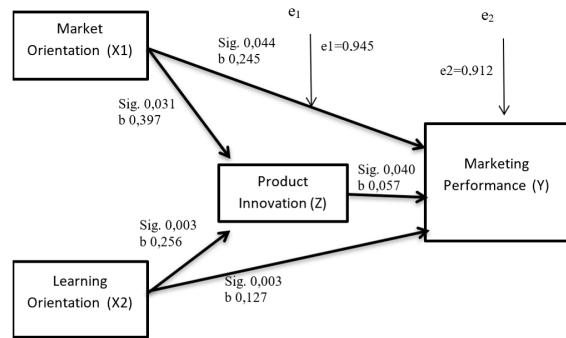 Market
Orientation (X1)
Sig. 0,044
b 0,245
e1
e1=0.945
e2
e2=0.912
Sig. 0,031
b 0,397
Product
Innovation (Z)
Sig. 0,040
b 0,057
Marketing
Performance (Y)
Sig. 0,003
b 0,256
Learning
Orientation (X2)
Sig. 0,003
b 0,127